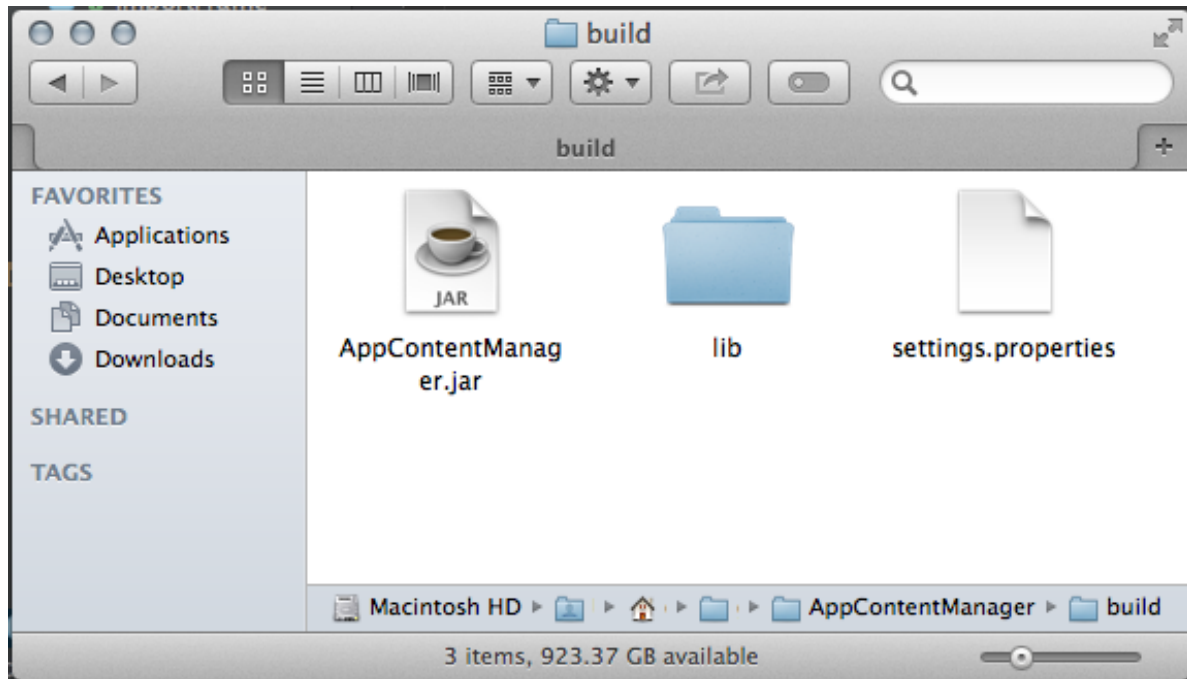 build
build
FAVORITES
Applications
Desktop
Documents
Downloads
SHARED
TAGS
JAR
AppContentManag
er.jar
lib
settings.properties
Macintosh HD
AppContentManager
build
3 items, 923.37 GB available